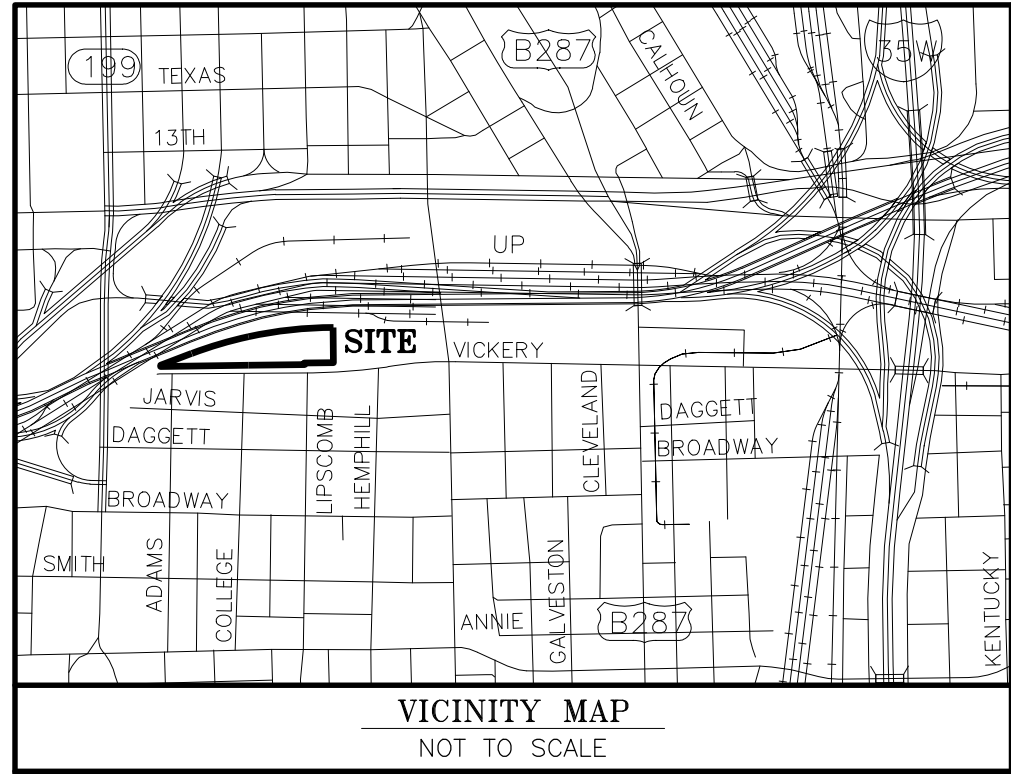 B287
CALHOUN
35W
199
TEXAS
13TH
UP
SITE
VICKERY
JARVIS
DAGGETT
LIPSCOMB
HEMPHILL
CLEVELAND
DAGGETT
BROADWAY
BROADWAY
SMITH
ADAMS
COLLEGE
ANNIE
GALVESTON
B287
KENTUCKY
VICINITY MAP
NOT TO SCALE